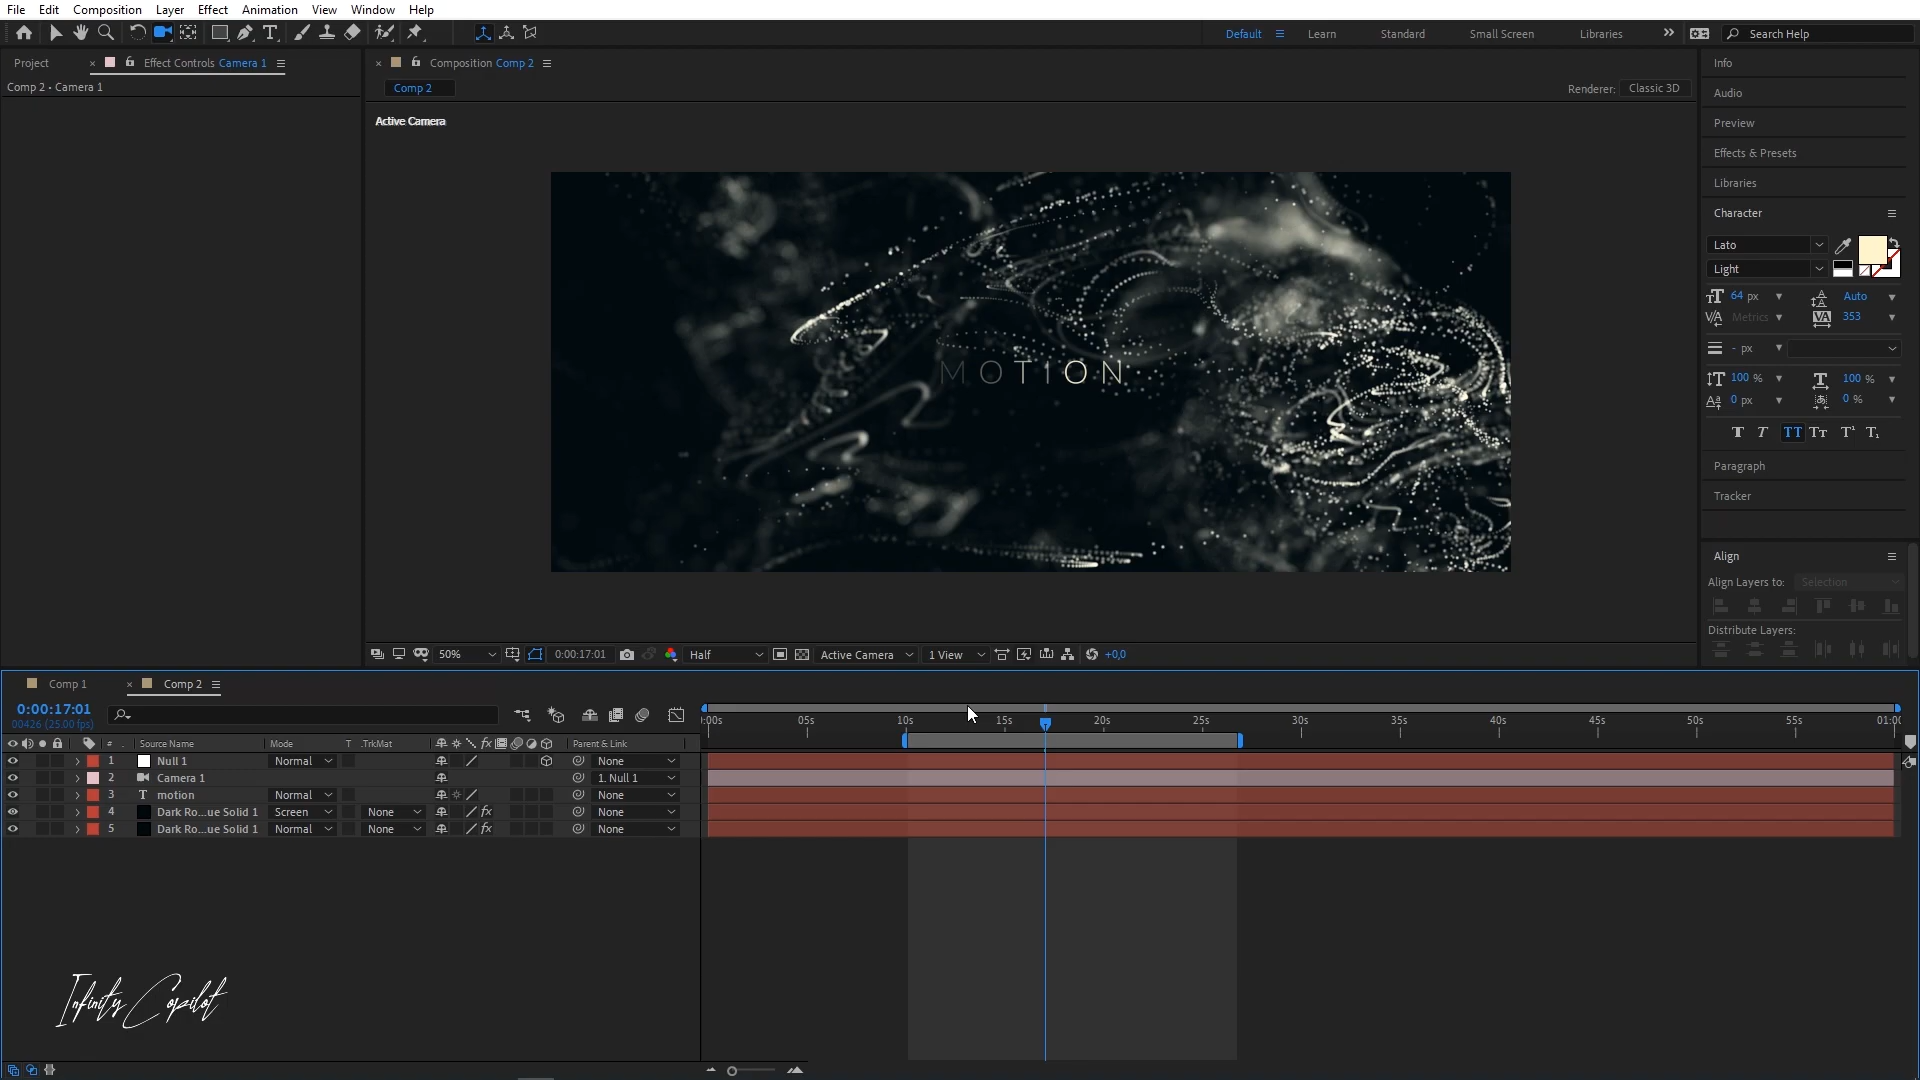 File Edit Composition Layer Effect Animation View Window Help
Default Learn Standard Small Screen Libraries Search Help
Project Effect Controls Camera 1
Comp 2 • Camera 1
Composition Comp 2
Comp 2
Renderer: Classic 3D
Active Camera
MOTION
50% 0:00:17:01 Half Active Camera 1 View +0,0
Info
Audio
Preview
Effects & Presets
Libraries
Character
Lato
Light
64 px Auto
Metrics 353
- px
100 % 100 %
0 px 0 %
Paragraph
Tracker
Align
Align Layers to: Selection
Distribute Layers:
Comp 1 Comp 2
0:00:17:01
00426 (25.00 fps)
:00s 05s 10s 15s 20s 25s 30s 35s 40s 45s 50s 55s 01:00
# Source Name Mode T .TrkMat Parent & Link
1 Null 1 Normal None
2 Camera 1 1. Null 1
3 T motion Normal None
4 Dark Ro...ue Solid 1 Screen None None
5 Dark Ro...ue Solid 1 Normal None None
Infinity Copilot